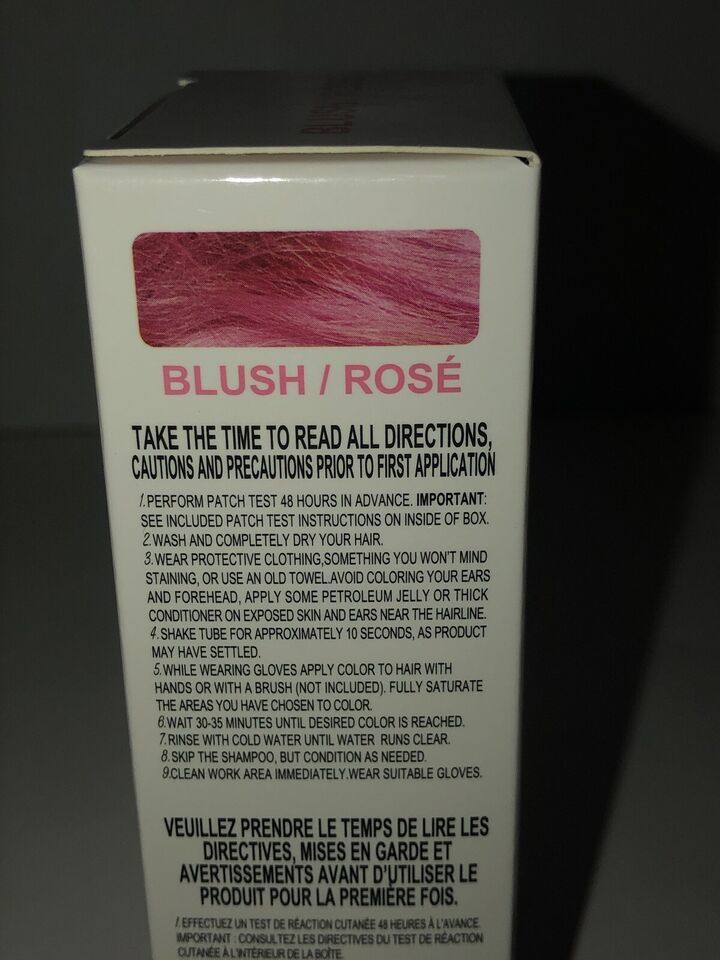 BLUSH / ROSÉ
TAKE THE TIME TO READ ALL DIRECTIONS,
CAUTIONS AND PRECAUTIONS PRIOR TO FIRST APPLICATION
1.PERFORM PATCH TEST 48 HOURS IN ADVANCE. IMPORTANT:
SEE INCLUDED PATCH TEST INSTRUCTIONS ON INSIDE OF BOX.
2.WASH AND COMPLETELY DRY YOUR HAIR.
3.WEAR PROTECTIVE CLOTHING,SOMETHING YOU WON'T MIND
STAINING, OR USE AN OLD TOWEL.AVOID COLORING YOUR EARS
AND FOREHEAD, APPLY SOME PETROLEUM JELLY OR THICK
CONDITIONER ON EXPOSED SKIN AND EARS NEAR THE HAIRLINE.
4.SHAKE TUBE FOR APPROXIMATELY 10 SECONDS, AS PRODUCT
MAY HAVE SETTLED.
5.WHILE WEARING GLOVES APPLY COLOR TO HAIR WITH
HANDS OR WITH A BRUSH (NOT INCLUDED). FULLY SATURATE
THE AREAS YOU HAVE CHOSEN TO COLOR.
6.WAIT 30-35 MINUTES UNTIL DESIRED COLOR IS REACHED.
7.RINSE WITH COLD WATER UNTIL WATER RUNS CLEAR.
8.SKIP THE SHAMPOO, BUT CONDITION AS NEEDED.
9.CLEAN WORK AREA IMMEDIATELY.WEAR SUITABLE GLOVES.
VEUILLEZ PRENDRE LE TEMPS DE LIRE LES
DIRECTIVES, MISES EN GARDE ET
AVERTISSEMENTS AVANT D'UTILISER LE
PRODUIT POUR LA PREMIÈRE FOIS.
1.EFFECTUEZ UN TEST DE RÉACTION CUTANÉE 48 HEURES À L'AVANCE.
IMPORTANT : CONSULTEZ LES DIRECTIVES DU TEST DE RÉACTION
CUTANÉE À L'INTÉRIEUR DE LA BOÎTE.